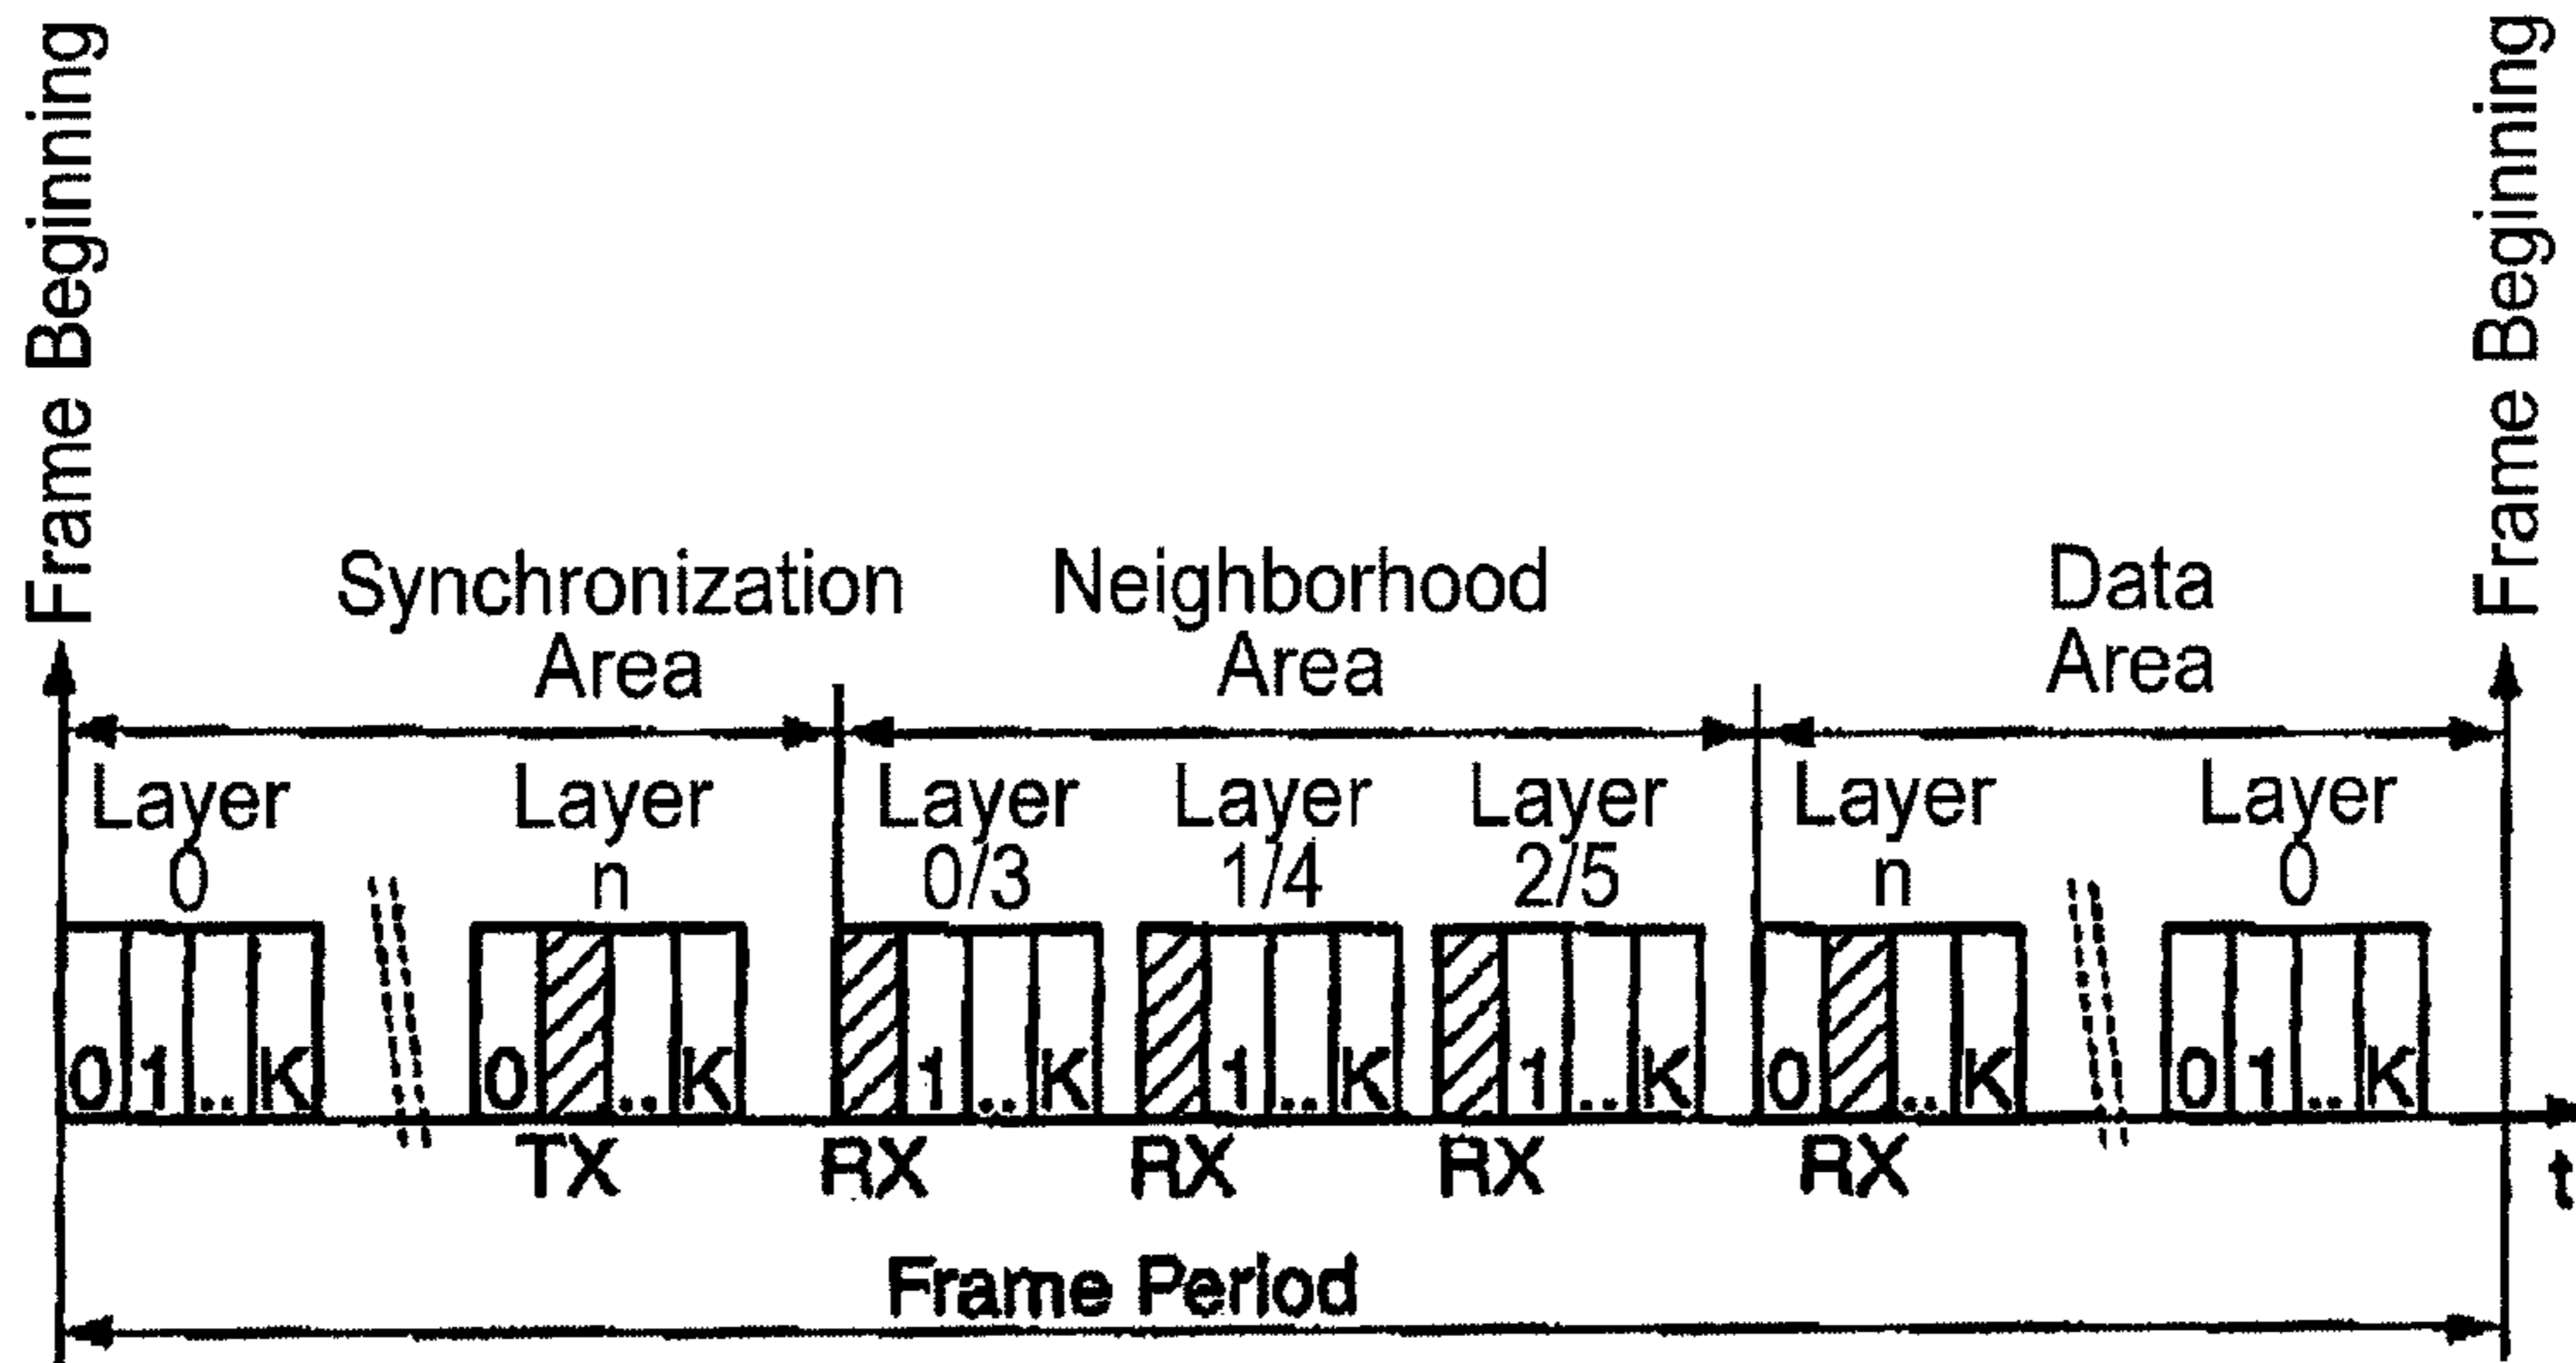 Frame Beginning
Frame Beginning
Synchronization Area
Neighborhood Area
Data Area
Layer 0
Layer n
Layer 0/3
Layer 1/4
Layer 2/5
Layer n
Layer 0
0 1 .. K
0 .. K
1 .. K
1 .. K
1 .. K
0 .. K
0 1 .. K
TX
RX
RX
RX
RX
t
Frame Period